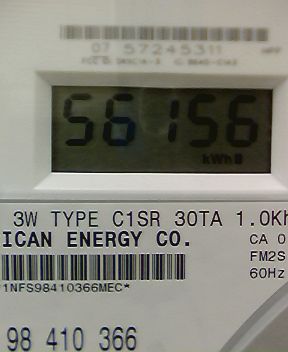 07 57245311
56156
kWh
3W TYPE C1SR 30TA 1.0Kh
ICAN ENERGY CO.
CA 0
FM2S
60Hz
1NFS98410366MEC*
98 410 366